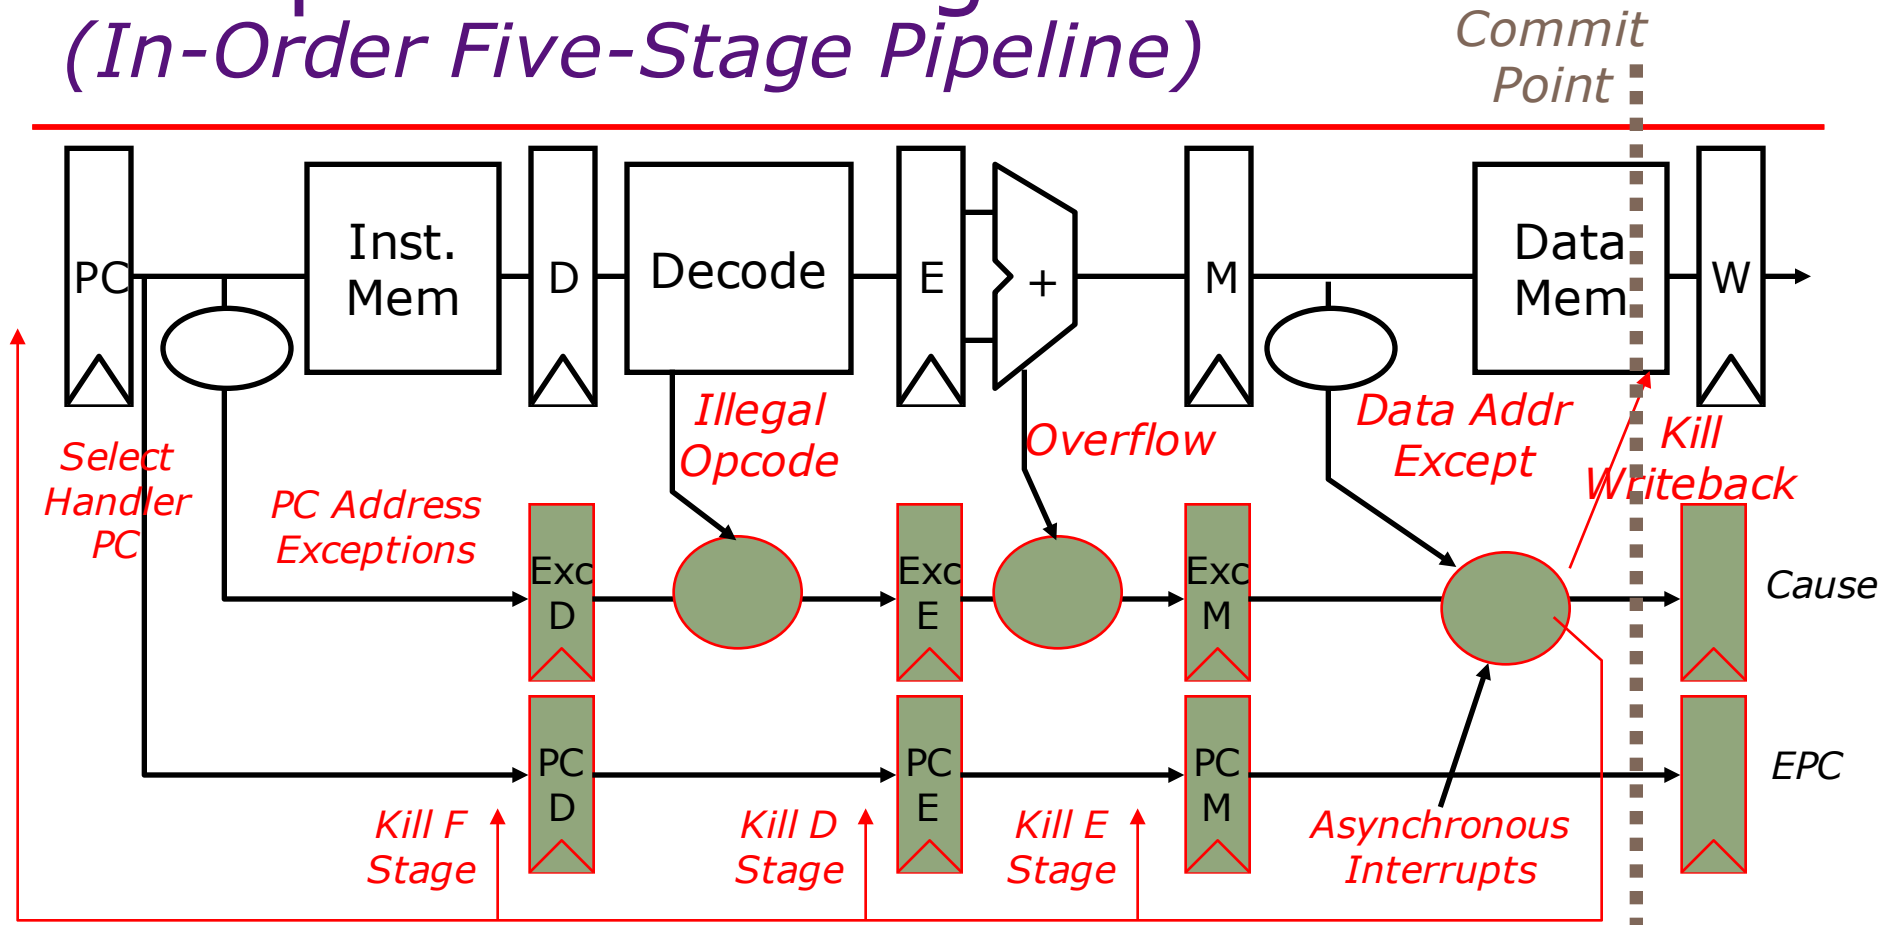 (In-Order Five-Stage Pipeline)
Commit
Point
PC
Inst.
Mem
D
Decode
E
+
M
Data
Mem
W
Illegal
Opcode
Overflow
Data Addr
Except
Kill
Writeback
Select
Handler
PC
PC Address
Exceptions
Exc
D
Exc
E
Exc
M
Cause
PC
D
PC
E
PC
M
EPC
Kill F
Stage
Kill D
Stage
Kill E
Stage
Asynchronous
Interrupts